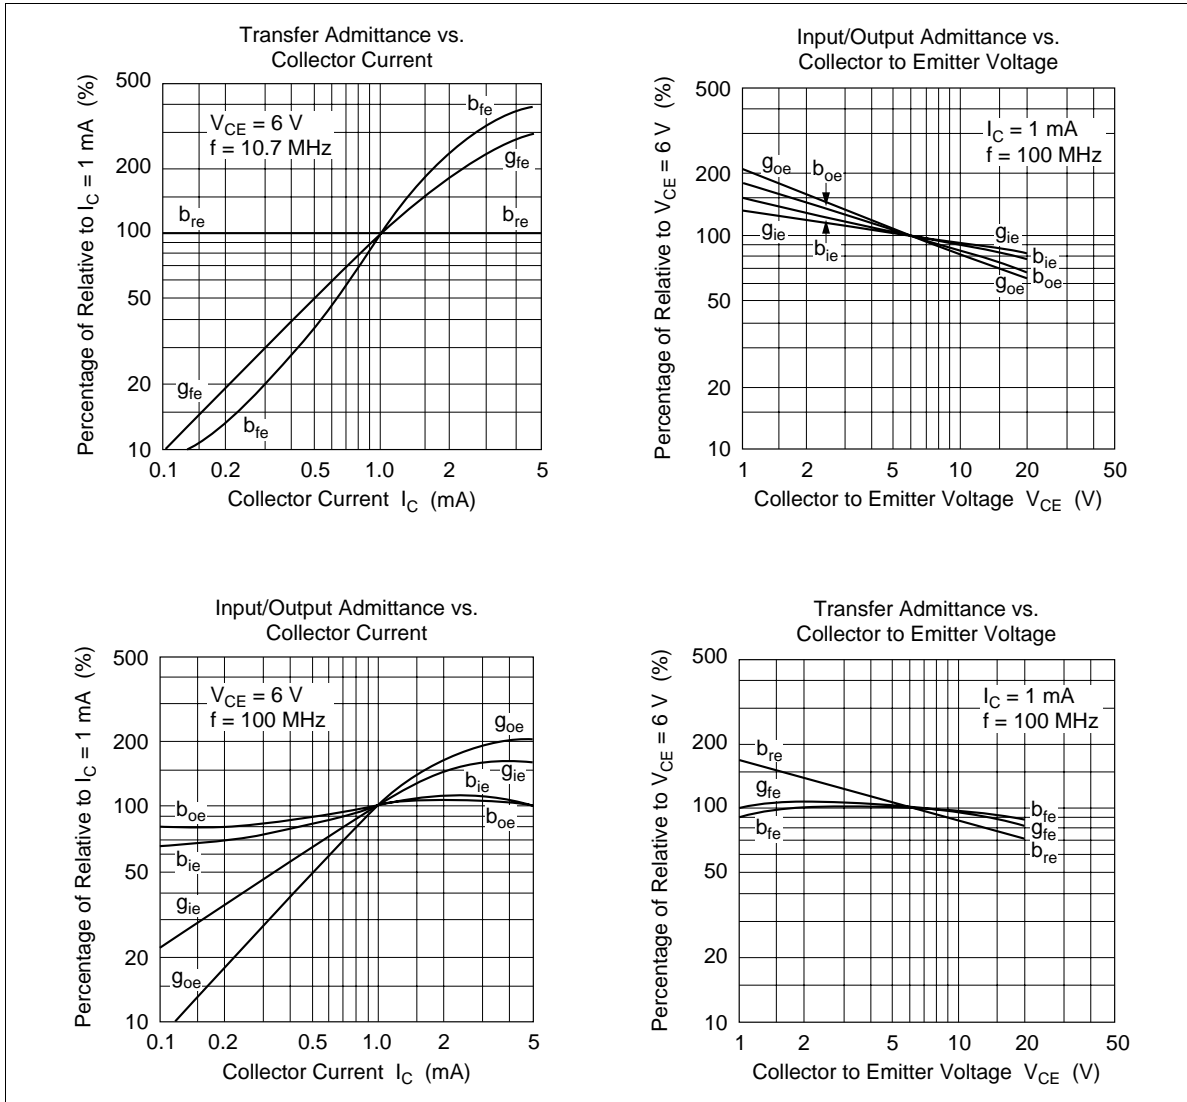 Transfer Admittance vs.
Collector Current
Percentage of Relative to I_C = 1 mA (%)
500
200
100
50
20
10
V_CE = 6 V
f = 10.7 MHz
b_fe
g_fe
b_re
b_re
g_fe
b_fe
0.1 0.2 0.5 1.0 2 5
Collector Current I_C (mA)
Input/Output Admittance vs.
Collector to Emitter Voltage
Percentage of Relative to V_CE = 6 V (%)
500
200
100
50
20
10
I_C = 1 mA
f = 100 MHz
g_oe
b_oe
g_ie
b_ie
g_ie
b_ie
b_oe
g_oe
1 2 5 10 20 50
Collector to Emitter Voltage V_CE (V)
Input/Output Admittance vs.
Collector Current
Percentage of Relative to I_C = 1 mA (%)
500
200
100
50
20
10
V_CE = 6 V
f = 100 MHz
g_oe
g_ie
b_ie
b_oe
b_oe
b_ie
g_ie
g_oe
0.1 0.2 0.5 1.0 2 5
Collector Current I_C (mA)
Transfer Admittance vs.
Collector to Emitter Voltage
Percentage of Relative to V_CE = 6 V (%)
500
200
100
50
20
10
I_C = 1 mA
f = 100 MHz
b_re
g_fe
b_fe
b_fe
g_fe
b_re
1 2 5 10 20 50
Collector to Emitter Voltage V_CE (V)